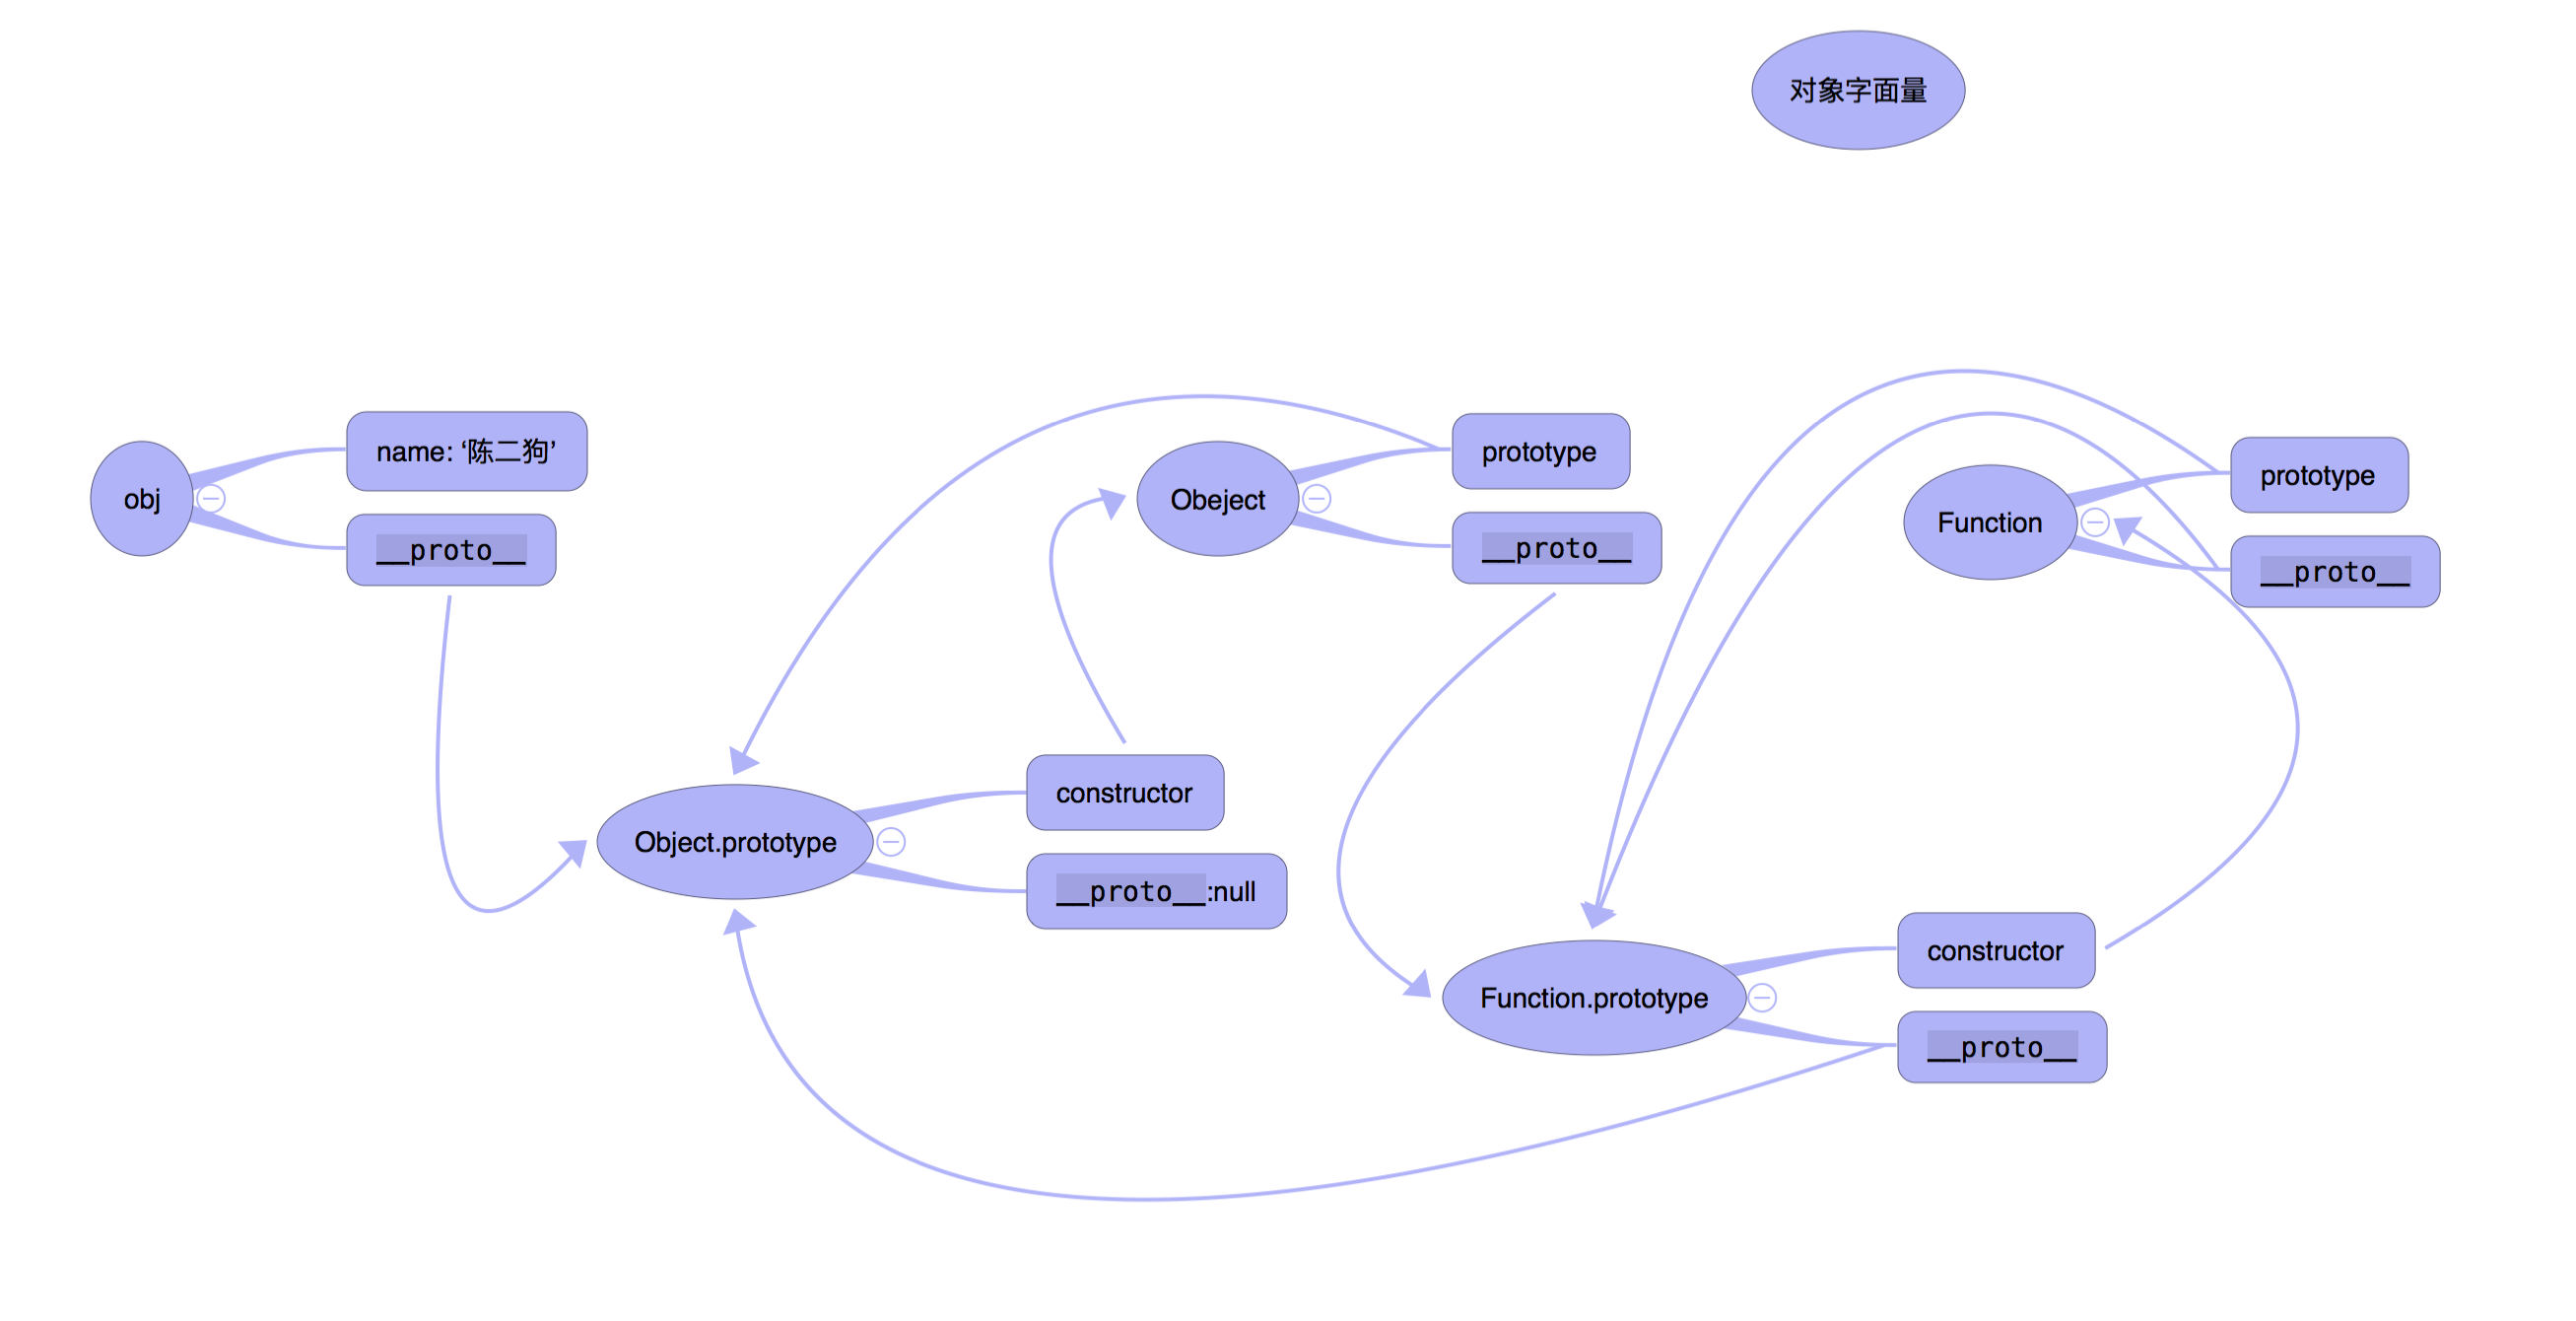 对象字面量
obj
name: ‘陈二狗’
__proto__
Obeject
prototype
__proto__
Function
prototype
__proto__
Object.prototype
constructor
__proto__:null
Function.prototype
constructor
__proto__